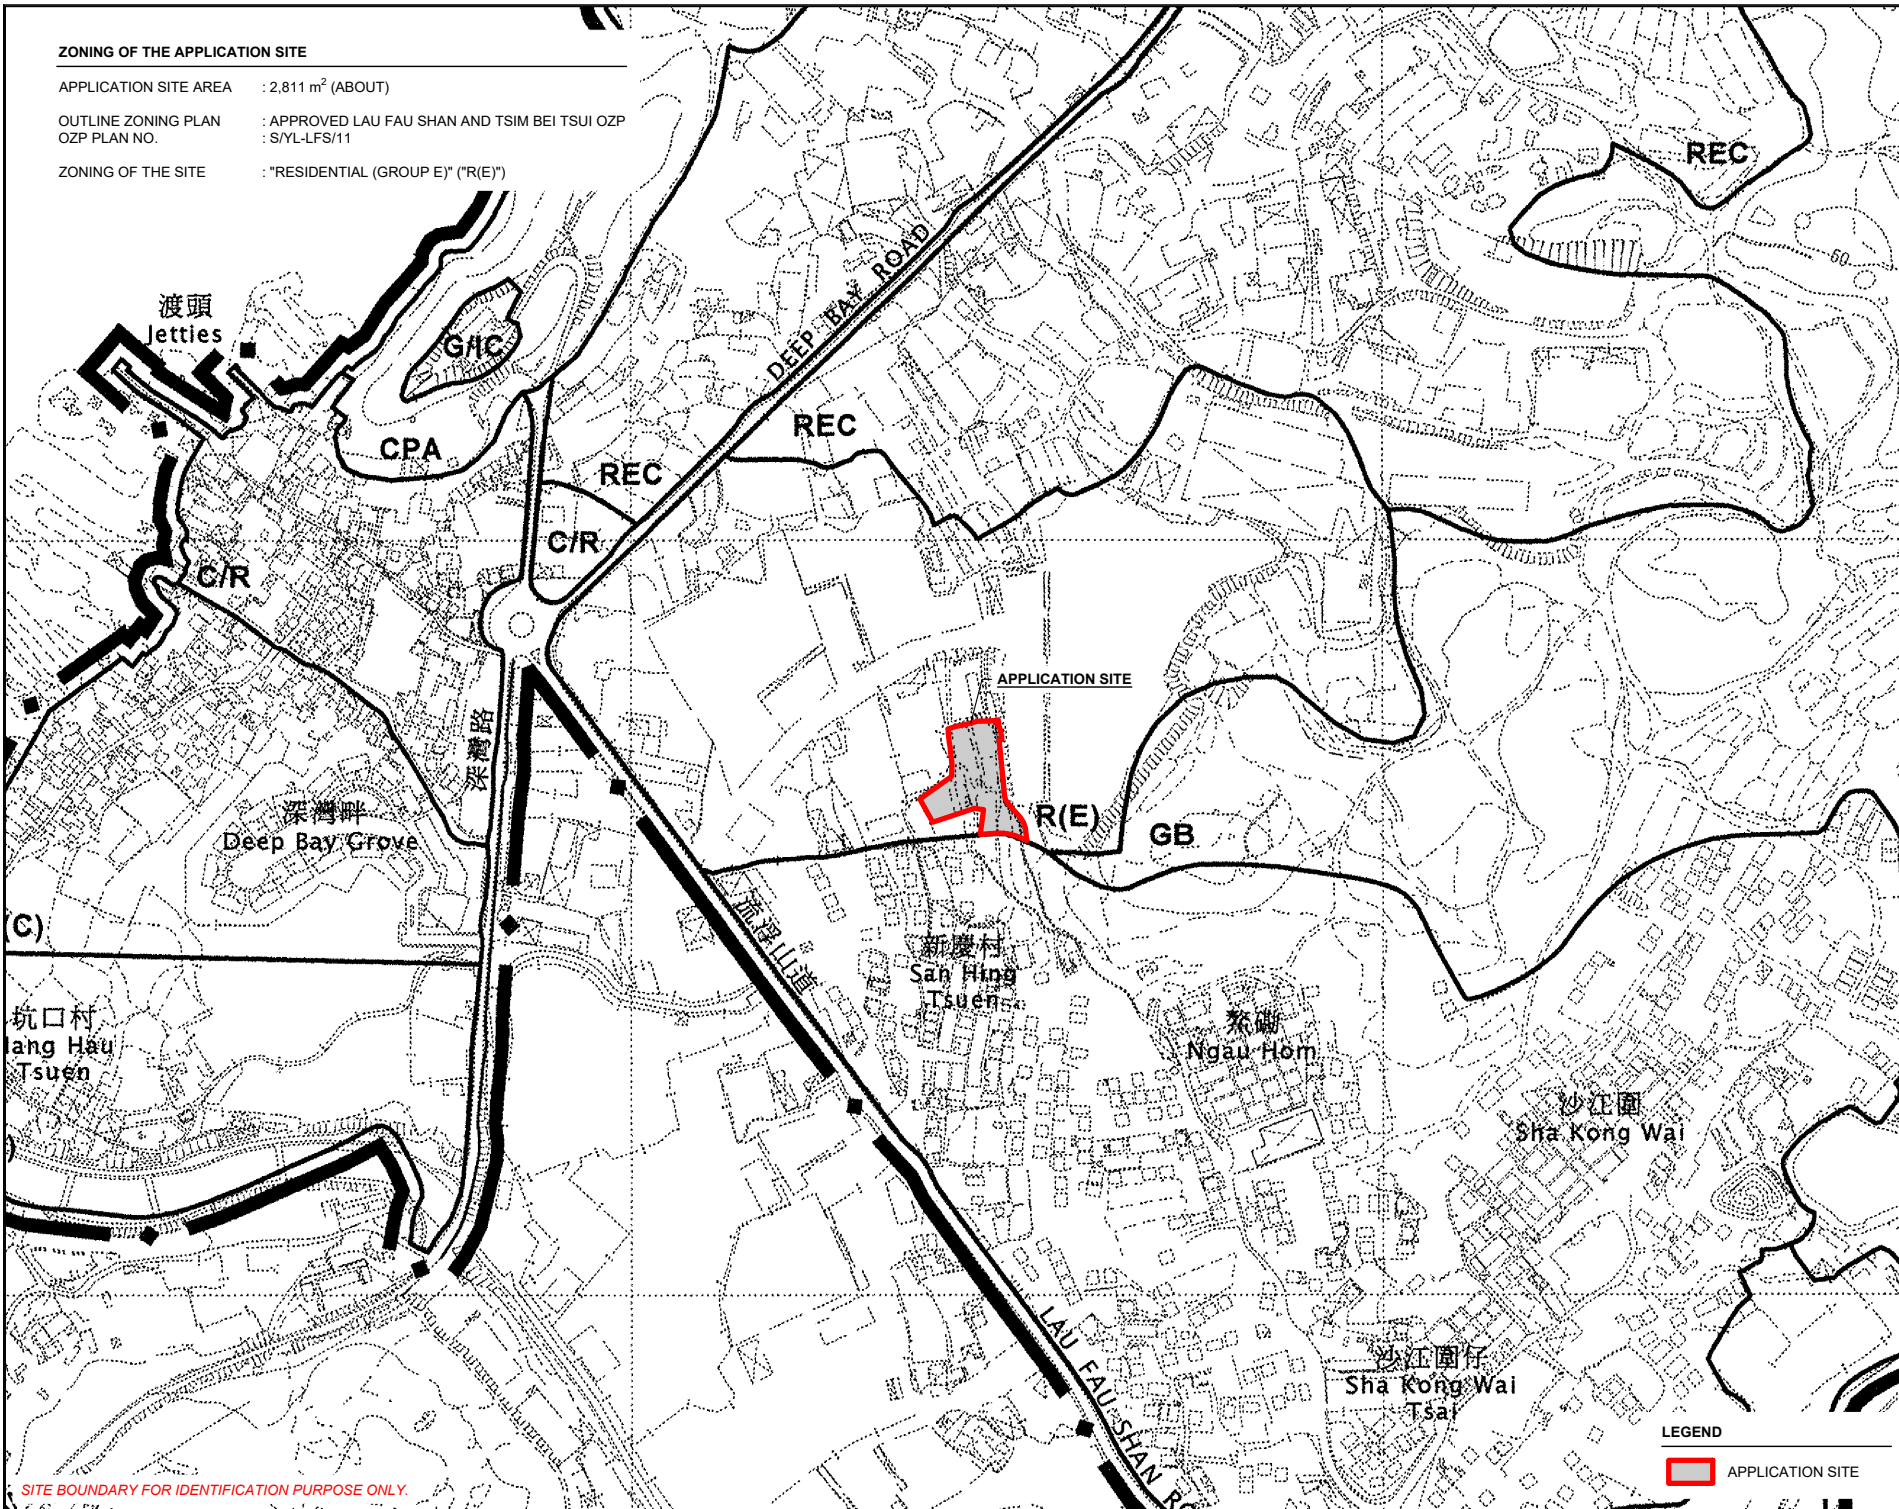 ZONING OF THE APPLICATION SITE
APPLICATION SITE AREA : 2,811 m² (ABOUT)
OUTLINE ZONING PLAN : APPROVED LAU FAU SHAN AND TSIM BEI TSUI OZP
OZP PLAN NO. : S/YL-LFS/11
ZONING OF THE SITE : "RESIDENTIAL (GROUP E)" ("R(E)")
REC
60
渡頭
Jetties
G/IC
DEEP BAY ROAD
REC
CPA
REC
C/R
C/R
APPLICATION SITE
深灣路
深灣畔
Deep Bay Grove
R(E)
GB
(C)
流浮山道
新慶村
San Hing
Tsuen
坑口村
Hang Hau
Tsuen
鰲磡
Ngau Hom
沙江圍
Sha Kong Wai
)
LAU FAU SHAN RO
沙江圍仔
Sha Kong Wai
Tsai
LEGEND
APPLICATION SITE
SITE BOUNDARY FOR IDENTIFICATION PURPOSE ONLY.